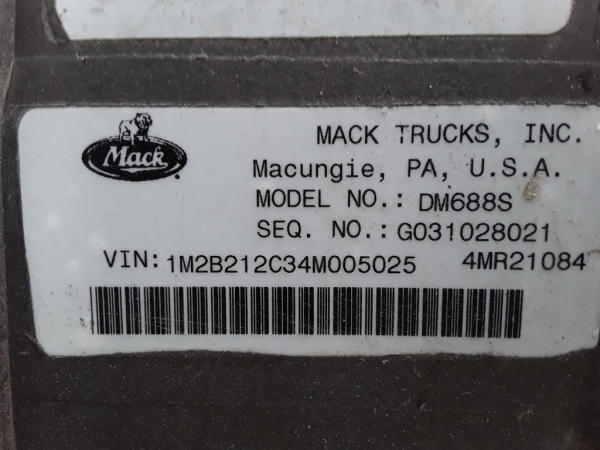 Mack
MACK TRUCKS, INC.
Macungie, PA, U.S.A.
MODEL NO.: DM688S
SEQ. NO.: G031028021
VIN: 1M2B212C34M005025 4MR21084